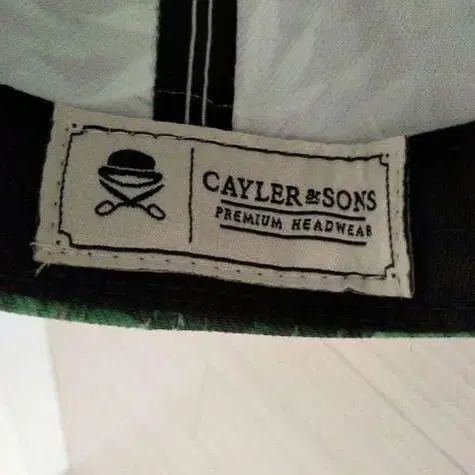 CAYLER & SONS
PREMIUM HEADWEAR